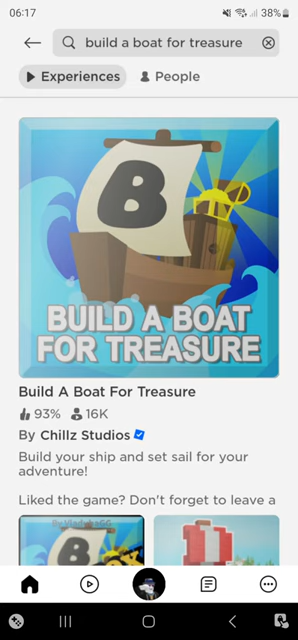 06:17
38%
build a boat for treasure
Experiences
People
B
BUILD A BOAT
FOR TREASURE
Build A Boat For Treasure
93% 16K
By Chillz Studios
Build your ship and set sail for your
adventure!
Liked the game? Don't forget to leave a
By VladykaGG
B